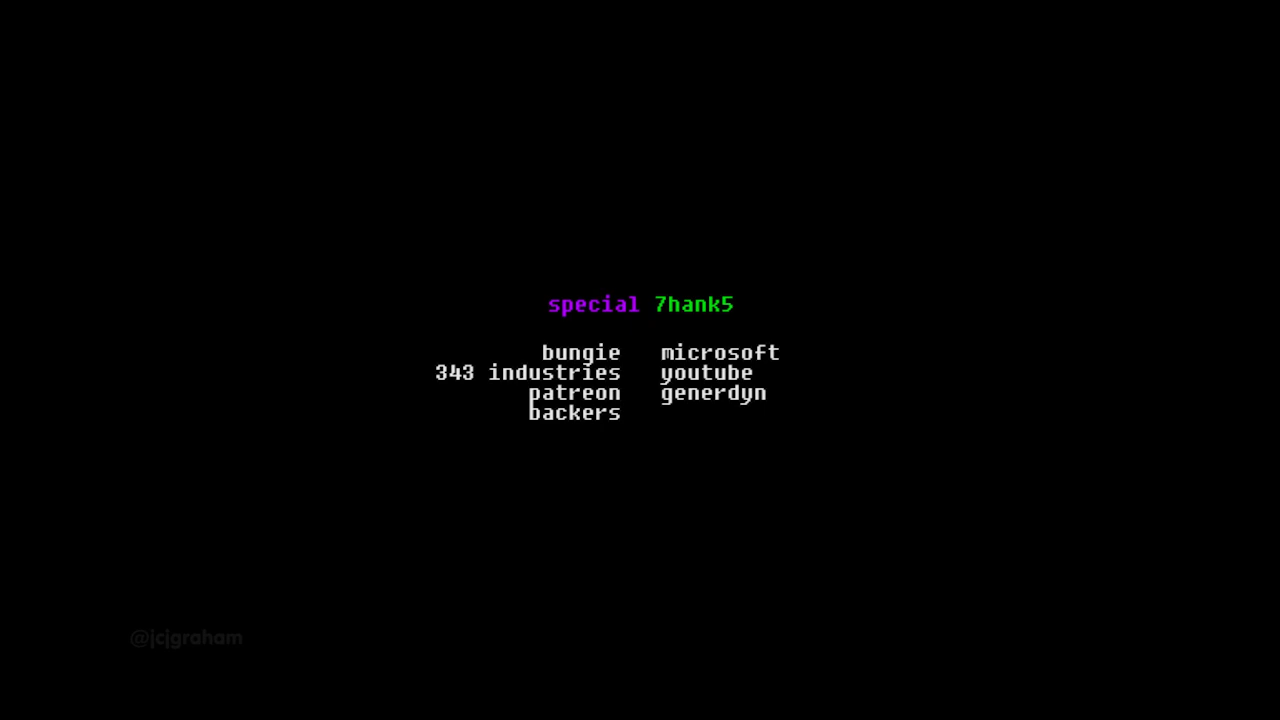 special 7hank5
bungie microsoft
343 industries youtube
patreon generdyn
backers
@jcjgraham